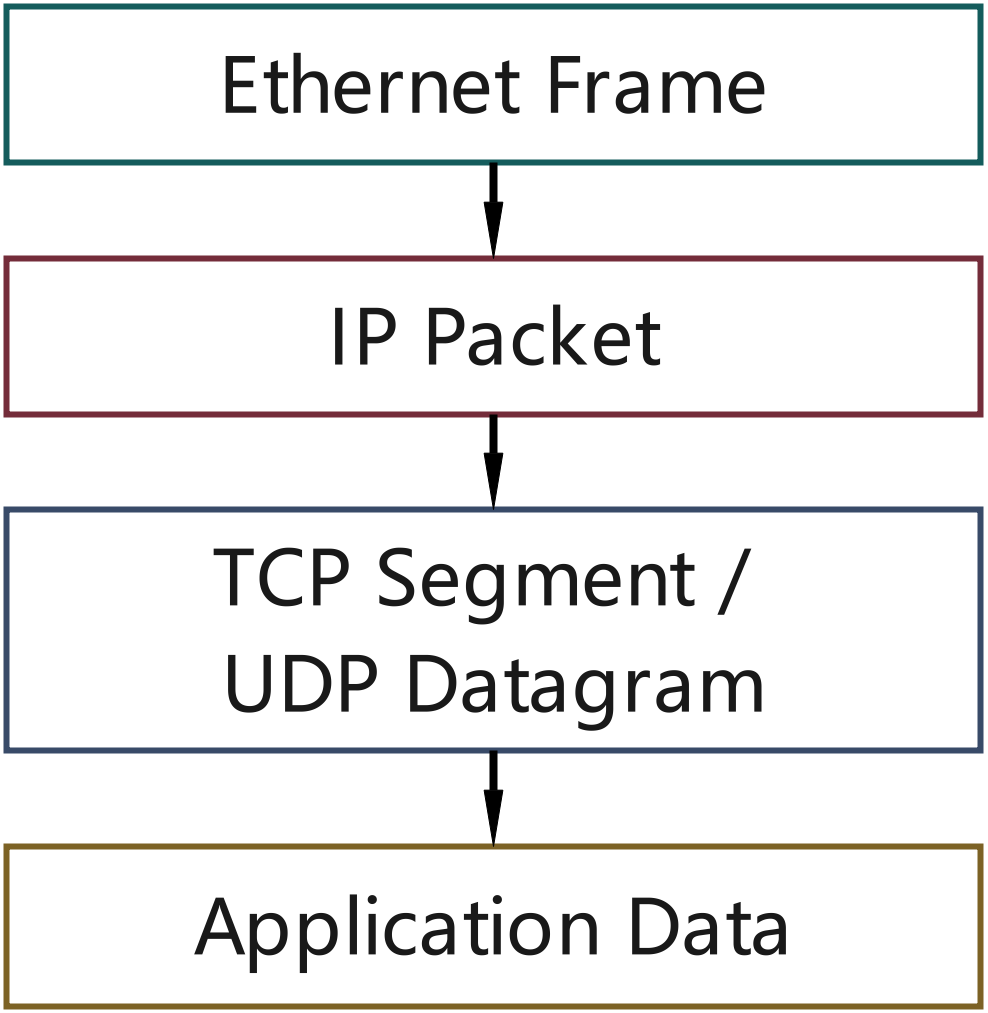 Ethernet Frame
IP Packet
TCP Segment /
UDP Datagram
Application Data